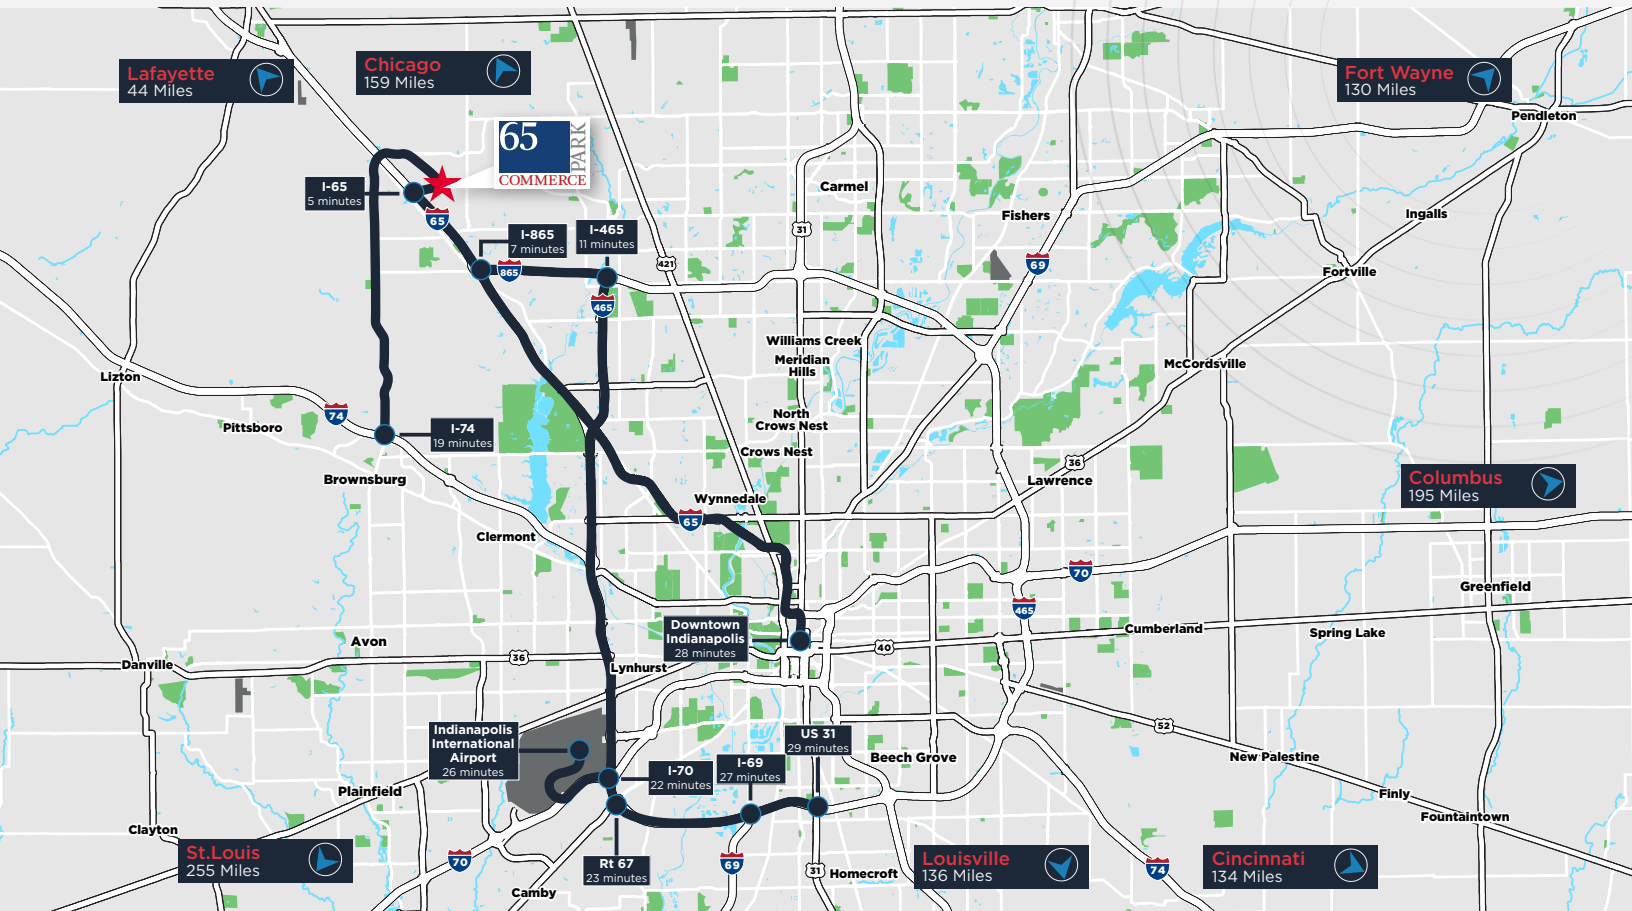 Lafayette
44 Miles
Chicago
159 Miles
Fort Wayne
130 Miles
Pendleton
65
PARK
COMMERCE
I-65
5 minutes
Carmel
Fishers
Ingalls
65
I-865
7 minutes
I-465
11 minutes
31
421
865
69
Fortville
465
Williams Creek
Meridian
Hills
McCordsville
Lizton
74
Pittsboro
I-74
19 minutes
North
Crows Nest
Crows Nest
36
Brownsburg
Lawrence
Columbus
195 Miles
Wynnedale
65
Clermont
70
Greenfield
465
Downtown
Indianapolis
28 minutes
Cumberland
Spring Lake
Avon
40
36
Danville
Lynhurst
52
Indianapolis
International
Airport
26 minutes
US 31
29 minutes
Beech Grove
New Palestine
I-70
22 minutes
I-69
27 minutes
Plainfield
Finly
Fountaintown
Clayton
St.Louis
255 Miles
70
Rt 67
23 minutes
69
31
Homecroft
Louisville
136 Miles
74
Cincinnati
134 Miles
Camby